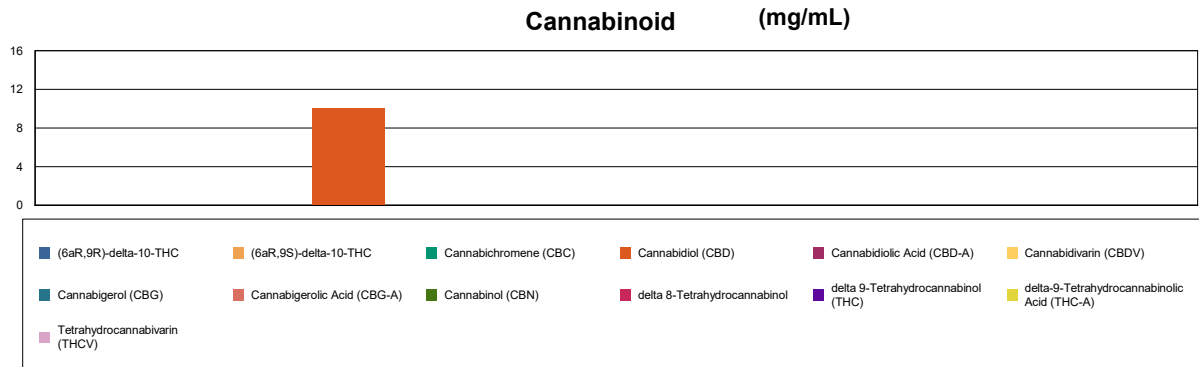 Cannabinoid (mg/mL)
16
12
8
4
0
(6aR,9R)-delta-10-THC
(6aR,9S)-delta-10-THC
Cannabichromene (CBC)
Cannabidiol (CBD)
Cannabidiolic Acid (CBD-A)
Cannabidivarin (CBDV)
Cannabigerol (CBG)
Cannabigerolic Acid (CBG-A)
Cannabinol (CBN)
delta 8-Tetrahydrocannabinol
delta 9-Tetrahydrocannabinol
(THC)
delta-9-Tetrahydrocannabinolic
Acid (THC-A)
Tetrahydrocannabivarin
(THCV)